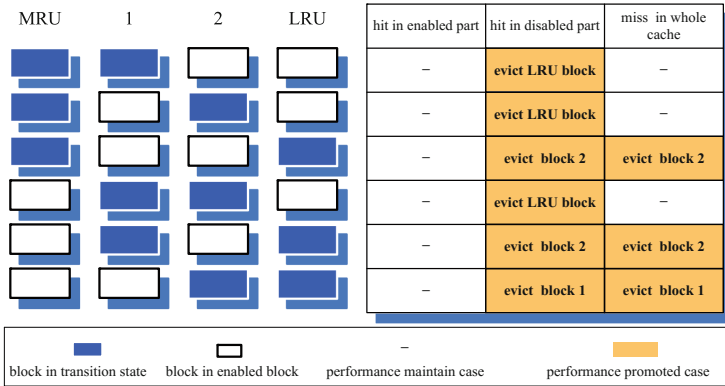 MRU 1 2 LRU
hit in enabled part hit in disabled part miss in whole
cache
– evict LRU block –
– evict LRU block –
– evict block 2 evict block 2
– evict LRU block –
– evict block 2 evict block 2
– evict block 1 evict block 1
block in transition state block in enabled block – performance maintain case performance promoted case